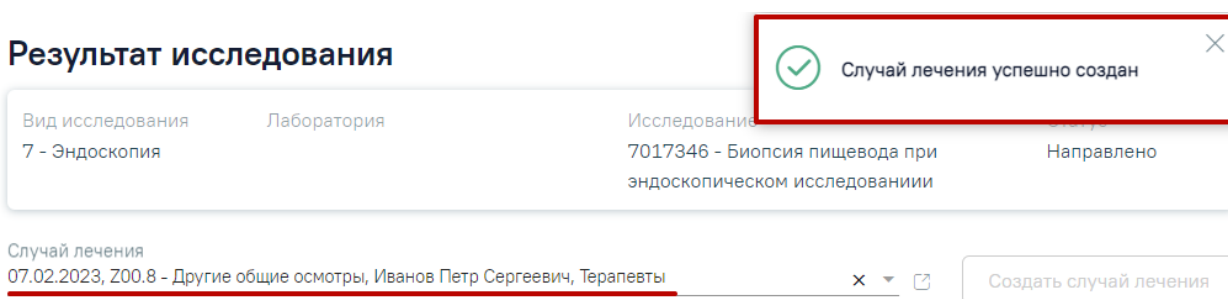 Результат исследования
Случай лечения успешно создан
Вид исследования
Лаборатория
Исследование
7 - Эндоскопия
7017346 - Биопсия пищевода при
эндоскопическом исследованиии
Направлено
Случай лечения
07.02.2023, Z00.8 - Другие общие осмотры, Иванов Петр Сергеевич, Терапевты
Создать случай лечения